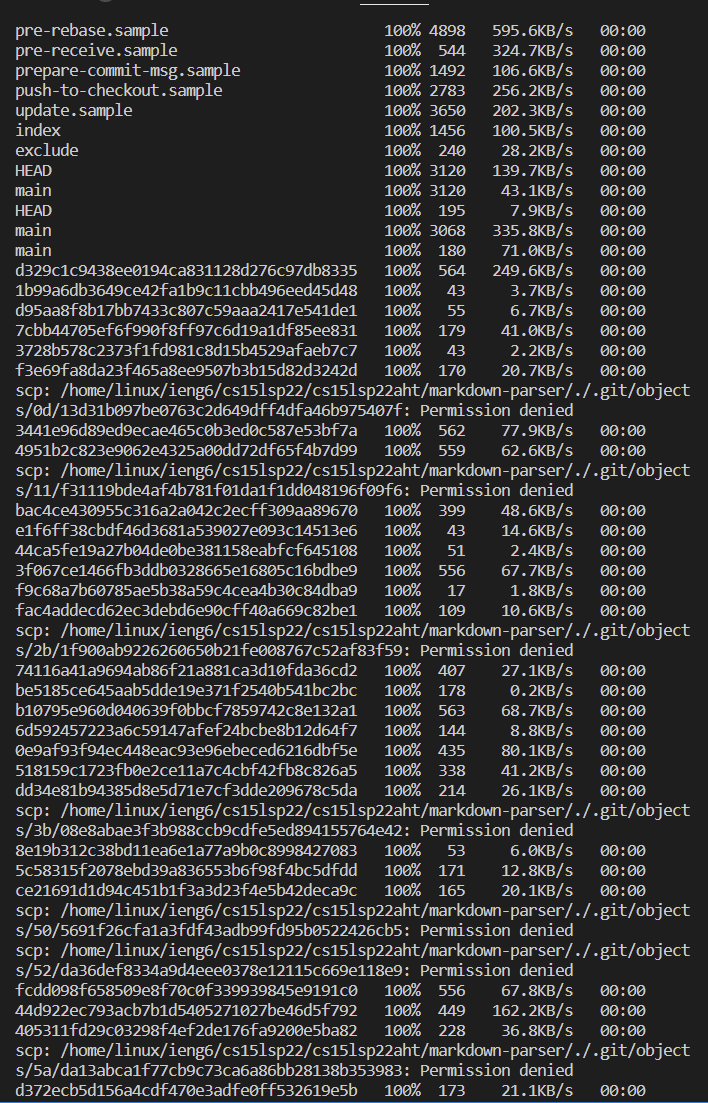 pre-rebase.sample 100% 4898 595.6KB/s 00:00
pre-receive.sample 100% 544 324.7KB/s 00:00
prepare-commit-msg.sample 100% 1492 106.6KB/s 00:00
push-to-checkout.sample 100% 2783 256.2KB/s 00:00
update.sample 100% 3650 202.3KB/s 00:00
index 100% 1456 100.5KB/s 00:00
exclude 100% 240 28.2KB/s 00:00
HEAD 100% 3120 139.7KB/s 00:00
main 100% 3120 43.1KB/s 00:00
HEAD 100% 195 7.9KB/s 00:00
main 100% 3068 335.8KB/s 00:00
main 100% 180 71.0KB/s 00:00
d329c1c9438ee0194ca831128d276c97db8335 100% 564 249.6KB/s 00:00
1b99a6db3649ce42fa1b9c11cbb496eed45d48 100% 43 3.7KB/s 00:00
d95aa8f8b17bb7433c807c59aaa2417e541de1 100% 55 6.7KB/s 00:00
7cbb44705ef6f990f8ff97c6d19a1df85ee831 100% 179 41.0KB/s 00:00
3728b578c2373f1fd981c8d15b4529afaeb7c7 100% 43 2.2KB/s 00:00
f3e69fa8da23f465a8ee9507b3b15d82d3242d 100% 170 20.7KB/s 00:00
scp: /home/linux/ieng6/cs15lsp22/cs15lsp22aht/markdown-parser/./.git/object
s/0d/13d31b097be0763c2d649dff4dfa46b975407f: Permission denied
3441e96d89ed9ecae465c0b3ed0c587e53bf7a 100% 562 77.9KB/s 00:00
4951b2c823e9062e4325a00dd72df65f4b7d99 100% 559 62.6KB/s 00:00
scp: /home/linux/ieng6/cs15lsp22/cs15lsp22aht/markdown-parser/./.git/object
s/11/f31119bde4af4b781f01da1f1dd048196f09f6: Permission denied
bac4ce430955c316a2a042c2ecff309aa89670 100% 399 48.6KB/s 00:00
e1f6ff38cbdf46d3681a539027e093c14513e6 100% 43 14.6KB/s 00:00
44ca5fe19a27b04de0be381158eabfcf645108 100% 51 2.4KB/s 00:00
3f067ce1466fb3ddb0328665e16805c16bdbe9 100% 556 67.7KB/s 00:00
f9c68a7b60785ae5b38a59c4cea4b30c84dba9 100% 17 1.8KB/s 00:00
fac4addecd62ec3debd6e90cff40a669c82be1 100% 109 10.6KB/s 00:00
scp: /home/linux/ieng6/cs15lsp22/cs15lsp22aht/markdown-parser/./.git/object
s/2b/1f900ab9226260650b21fe008767c52af83f59: Permission denied
74116a41a9694ab86f21a881ca3d10fda36cd2 100% 407 27.1KB/s 00:00
be5185ce645aab5dde19e371f2540b541bc2bc 100% 178 0.2KB/s 00:00
b10795e960d040639f0bbcf7859742c8e132a1 100% 563 68.7KB/s 00:00
6d592457223a6c59147afef24bcbe8b12d64f7 100% 144 8.8KB/s 00:00
0e9af93f94ec448eac93e96ebeced6216dbf5e 100% 435 80.1KB/s 00:00
518159c1723fb0e2ce11a7c4cbf42fb8c826a5 100% 338 41.2KB/s 00:00
dd34e81b94385d8e5d71e7cf3dde209678c5da 100% 214 26.1KB/s 00:00
scp: /home/linux/ieng6/cs15lsp22/cs15lsp22aht/markdown-parser/./.git/object
s/3b/08e8abae3f3b988ccb9cdfe5ed894155764e42: Permission denied
8e19b312c38bd11ea6e1a77a9b0c8998427083 100% 53 6.0KB/s 00:00
5c58315f2078ebd39a836553b6f98f4bc5dfdd 100% 171 12.8KB/s 00:00
ce21691d1d94c451b1f3a3d23f4e5b42deca9c 100% 165 20.1KB/s 00:00
scp: /home/linux/ieng6/cs15lsp22/cs15lsp22aht/markdown-parser/./.git/object
s/50/5691f26cfa1a3fdf43adb99fd95b0522426cb5: Permission denied
scp: /home/linux/ieng6/cs15lsp22/cs15lsp22aht/markdown-parser/./.git/object
s/52/da36def8334a9d4eee0378e12115c669e118e9: Permission denied
fcdd098f658509e8f70c0f339939845e9191c0 100% 556 67.8KB/s 00:00
44d922ec793acb7b1d5405271027be46d5f792 100% 449 162.2KB/s 00:00
405311fd29c03298f4ef2de176fa9200e5ba82 100% 228 36.8KB/s 00:00
scp: /home/linux/ieng6/cs15lsp22/cs15lsp22aht/markdown-parser/./.git/object
s/5a/da13abca1f77cb9c73ca6a86bb28138b353983: Permission denied
d372ecb5d156a4cdf470e3adfe0ff532619e5b 100% 173 21.1KB/s 00:00